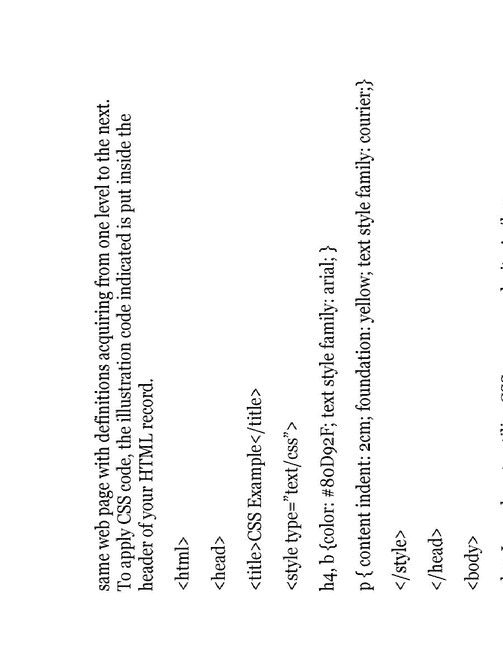 same web page with definitions acquiring from one level to the next.
To apply CSS code, the illustration code indicated is put inside the
header of your HTML record.
<html>
<head>
<title>CSS Example</title>
<style type=”text/css”>
h4, b {color: #80D92F; text style family: arial; }
p { content indent: 2cm; foundation: yellow; text style family: courier;}
</style>
</head>
<body>